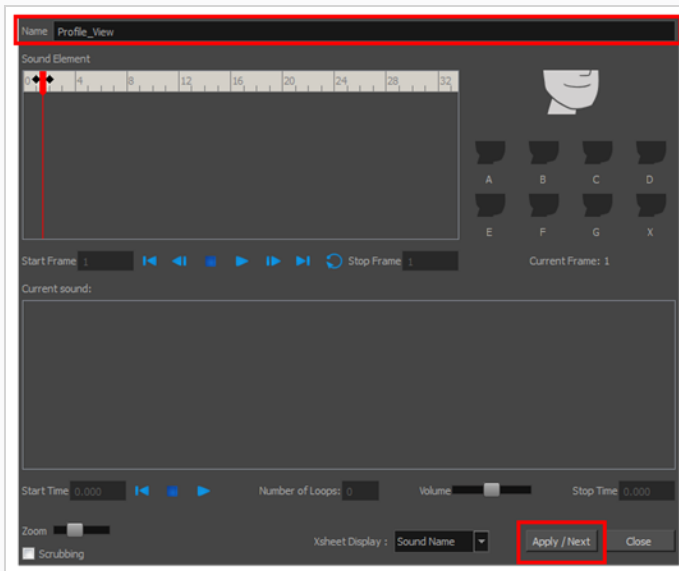 Name Profile_View
Sound Element
0 4 8 12 16 20 24 28 32
A B C D
E F G X
Start Frame 1 Stop Frame 1 Current Frame: 1
Current sound:
Start Time 0.000 Number of Loops: 0 Volume Stop Time 0.000
Zoom
Xsheet Display : Sound Name Apply / Next Close
Scrubbing